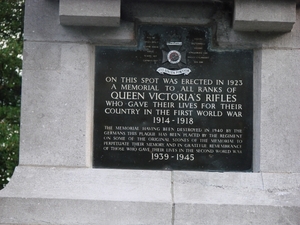 ON THIS SPOT WAS ERECTED IN 1923
A MEMORIAL TO ALL RANKS OF
QUEEN VICTORIA'S RIFLES
WHO GAVE THEIR LIVES FOR THEIR
COUNTRY IN THE FIRST WORLD WAR
1914-1918
THE MEMORIAL HAVING BEEN DESTROYED IN 1940 BY THE
GERMANS THIS PLAQUE HAS BEEN PLACED BY THE REGIMENT
ON SOME OF THE ORIGINAL STONES OF THE MEMORIAL TO
PERPETUATE THEIR MEMORY AND IN GRATEFUL REMEMBRANCE
OF THOSE WHO GAVE THEIR LIVES IN THE SECOND WORLD WAR
1939-1945